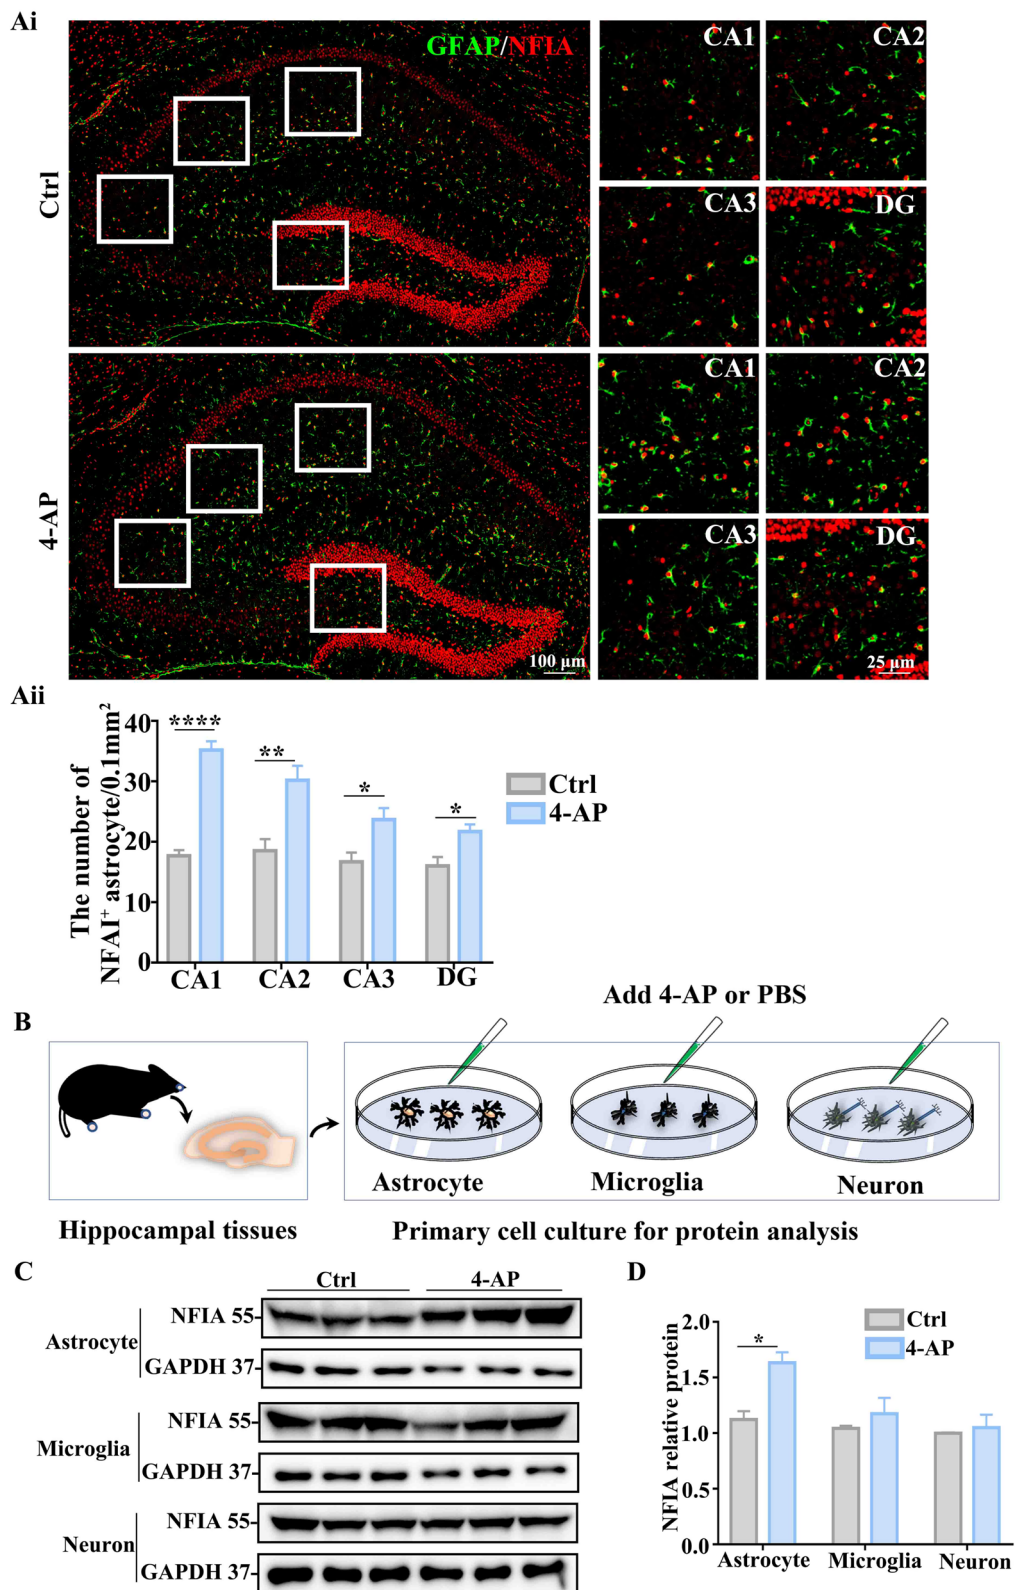 Ai
GFAP/NFIA
CA1
CA2
Ctrl
CA3
DG
CA1
CA2
4-AP
CA3
DG
100 μm
25 μm
Aii
The number of
NFAI⁺ astrocyte/0.1mm²
40
30
20
10
0
****
**
*
*
Ctrl
4-AP
CA1
CA2
CA3
DG
Add 4-AP or PBS
B
Astrocyte
Microglia
Neuron
Hippocampal tissues
Primary cell culture for protein analysis
C
Ctrl
4-AP
Astrocyte
NFIA 55
GAPDH 37
Microglia
NFIA 55
GAPDH 37
Neuron
NFIA 55
GAPDH 37
D
NFIA relative protein
2.0
1.5
1.0
0.5
0.0
*
Ctrl
4-AP
Astrocyte
Microglia
Neuron